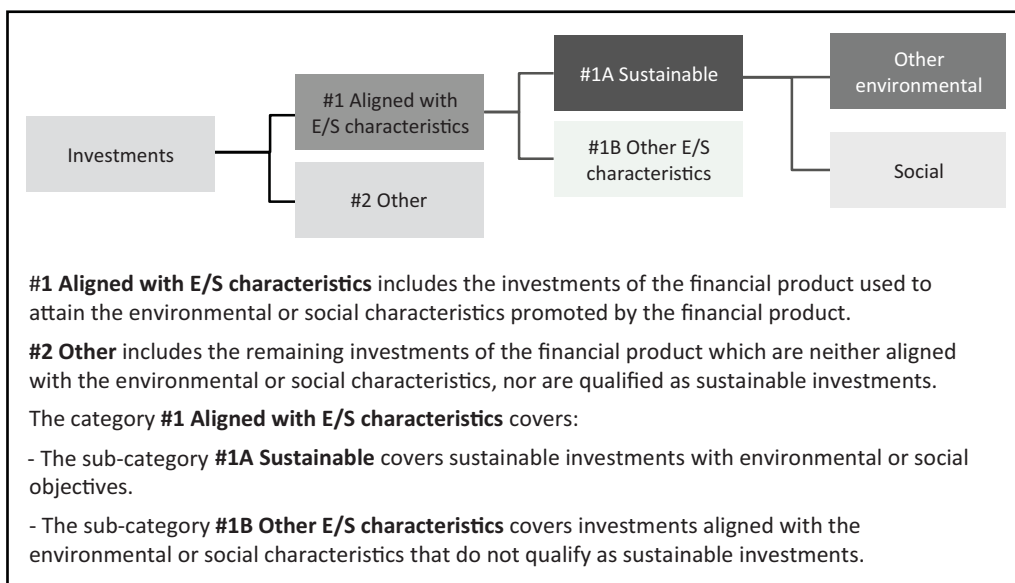 Investments
#1 Aligned with
E/S characteristics
#2 Other
#1A Sustainable
#1B Other E/S
characteristics
Other
environmental
Social
#1 Aligned with E/S characteristics includes the investments of the financial product used to
attain the environmental or social characteristics promoted by the financial product.
#2 Other includes the remaining investments of the financial product which are neither aligned
with the environmental or social characteristics, nor are qualified as sustainable investments.
The category #1 Aligned with E/S characteristics covers:
- The sub-category #1A Sustainable covers sustainable investments with environmental or social
objectives.
- The sub-category #1B Other E/S characteristics covers investments aligned with the
environmental or social characteristics that do not qualify as sustainable investments.